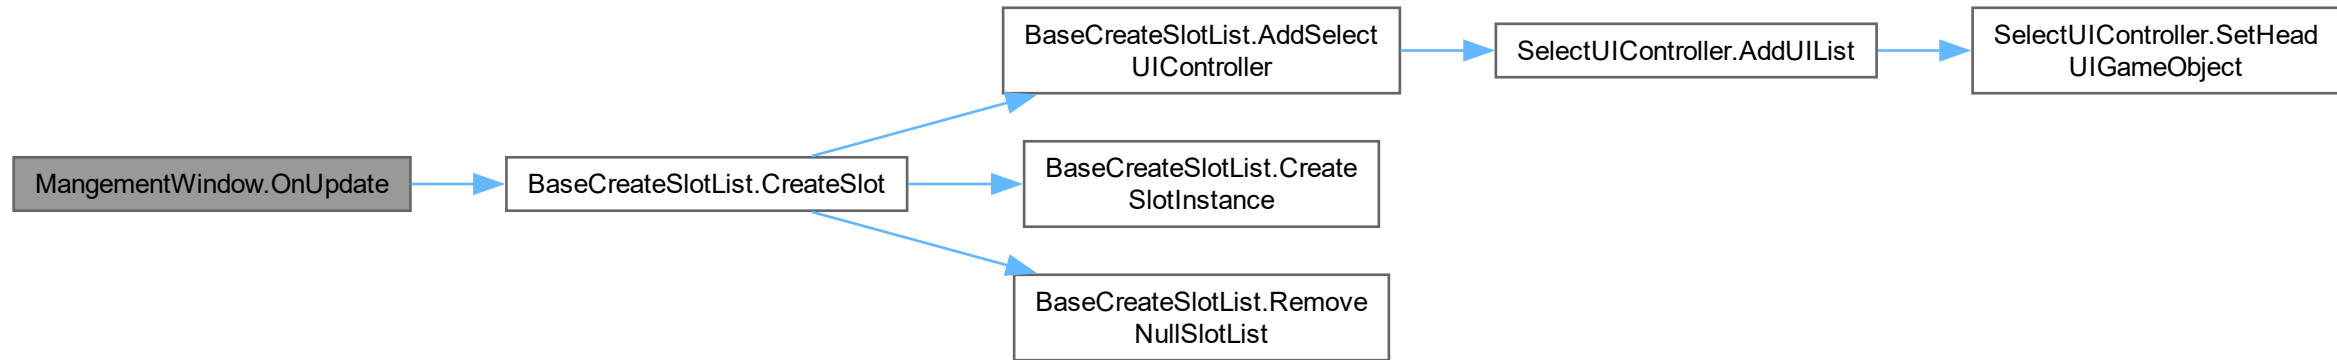 MangementWindow.OnUpdate
BaseCreateSlotList.CreateSlot
BaseCreateSlotList.AddSelect
UIController
SelectUIController.AddUIList
SelectUIController.SetHead
UIGameObject
BaseCreateSlotList.Create
SlotInstance
BaseCreateSlotList.Remove
NullSlotList